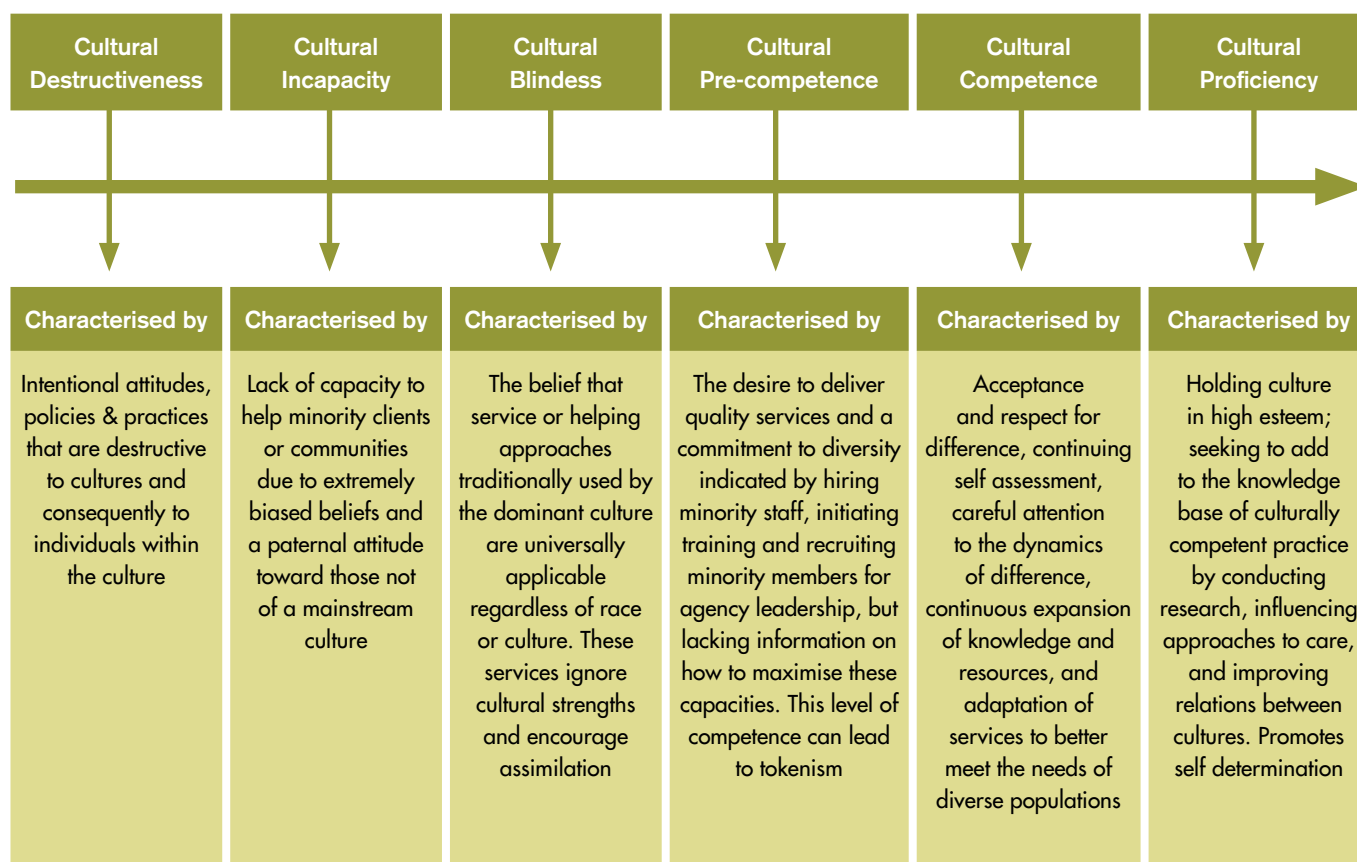 Cultural
Destructiveness
Cultural
Incapacity
Cultural
Blindess
Cultural
Pre-competence
Cultural
Competence
Cultural
Proficiency
Characterised by
Intentional attitudes,
policies & practices
that are destructive
to cultures and
consequently to
individuals within
the culture
Characterised by
Lack of capacity to
help minority clients
or communities
due to extremely
biased beliefs and
a paternal attitude
toward those not
of a mainstream
culture
Characterised by
The belief that
service or helping
approaches
traditionally used by
the dominant culture
are universally
applicable
regardless of race
or culture. These
services ignore
cultural strengths
and encourage
assimilation
Characterised by
The desire to deliver
quality services and a
commitment to diversity
indicated by hiring
minority staff, initiating
training and recruiting
minority members for
agency leadership, but
lacking information on
how to maximise these
capacities. This level of
competence can lead
to tokenism
Characterised by
Acceptance
and respect for
difference, continuing
self assessment,
careful attention
to the dynamics
of difference,
continuous expansion
of knowledge and
resources, and
adaptation of
services to better
meet the needs of
diverse populations
Characterised by
Holding culture
in high esteem;
seeking to add
to the knowledge
base of culturally
competent practice
by conducting
research, influencing
approaches to care,
and improving
relations between
cultures. Promotes
self determination